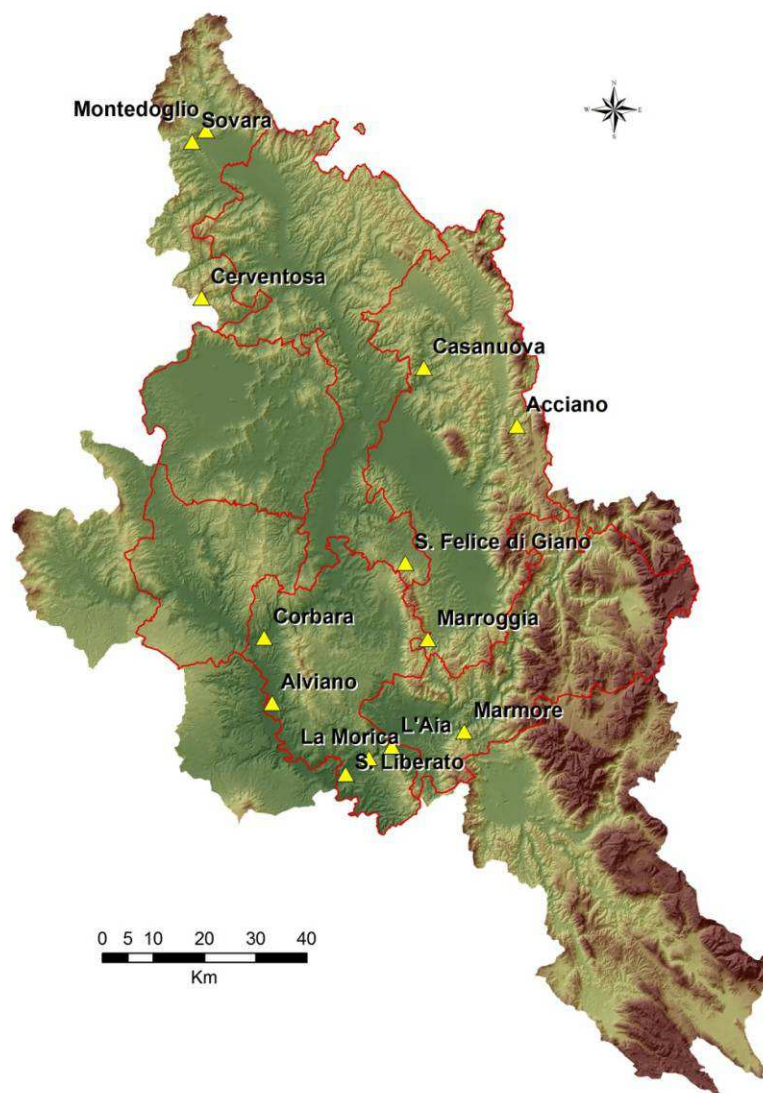 N
W E
S
Montedoglio
Sovara
Cerventosa
Casanuova
Acciano
S. Felice di Giano
Corbara
Marroggia
Alviano
Marmore
L'Aia
La Morica
S. Liberato
0 5 10 20 30 40
Km